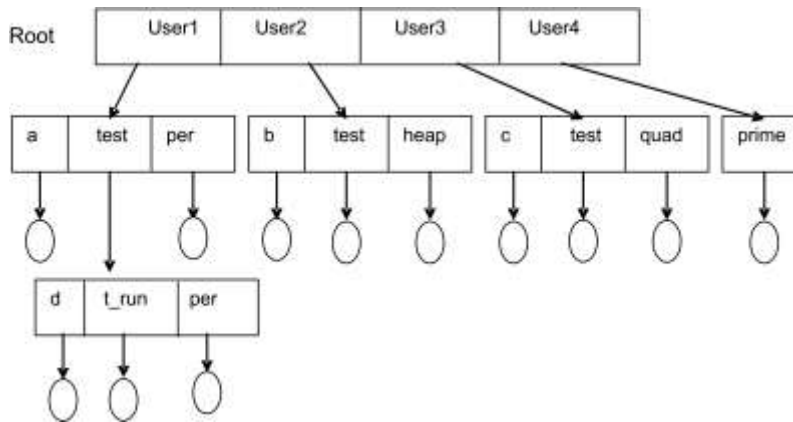 Root User1 User2 User3 User4
a test per b test heap c test quad prime
d t_run per